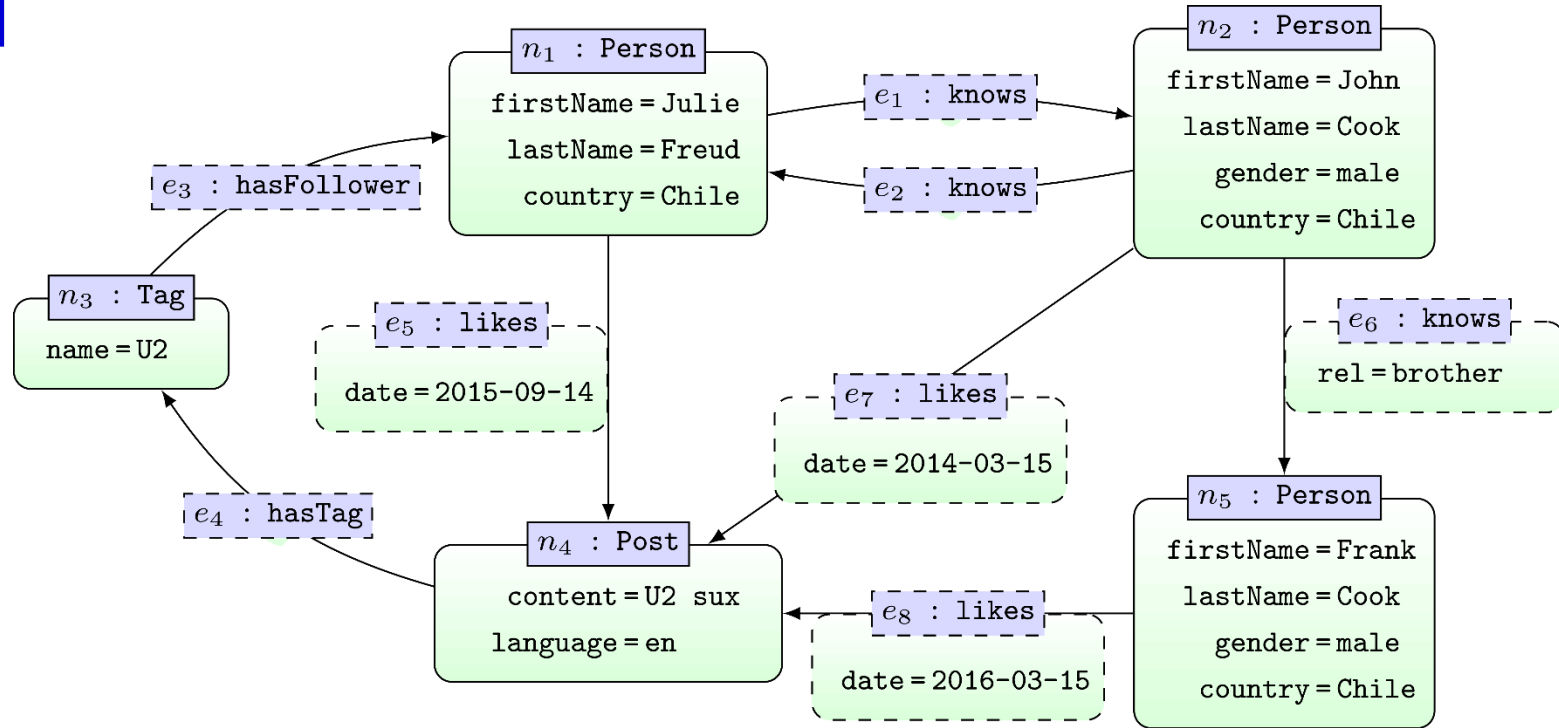 n₁ : Person
firstName = Julie
lastName = Freud
country = Chile
e₁ : knows
e₂ : knows
n₂ : Person
firstName = John
lastName = Cook
gender = male
country = Chile
e₃ : hasFollower
n₃ : Tag
name = U2
e₅ : likes
date = 2015-09-14
e₇ : likes
date = 2014-03-15
e₆ : knows
rel = brother
e₄ : hasTag
n₄ : Post
content = U2 sux
language = en
e₈ : likes
date = 2016-03-15
n₅ : Person
firstName = Frank
lastName = Cook
gender = male
country = Chile